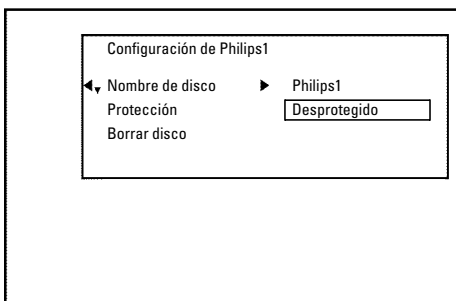 Configuración de Philips1
Nombre de disco Philips1
Protección Desprotegido
Borrar disco